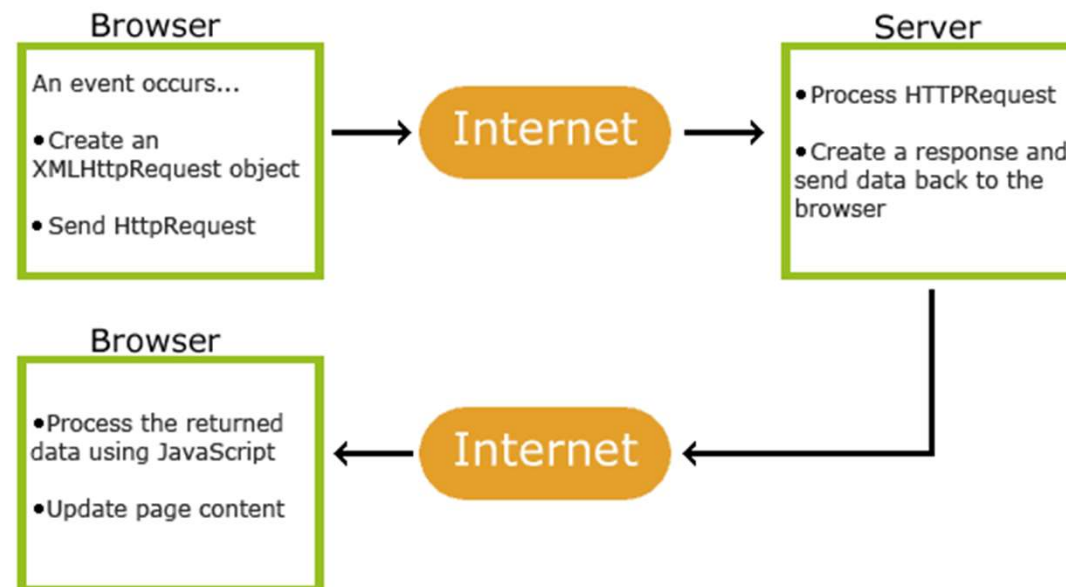 Browser
An event occurs...
•Create an
XMLHttpRequest object
• Send HttpRequest
Internet
Server
•Process HTTPRequest
•Create a response and
send data back to the
browser
Browser
•Process the returned
data using JavaScript
•Update page content
Internet